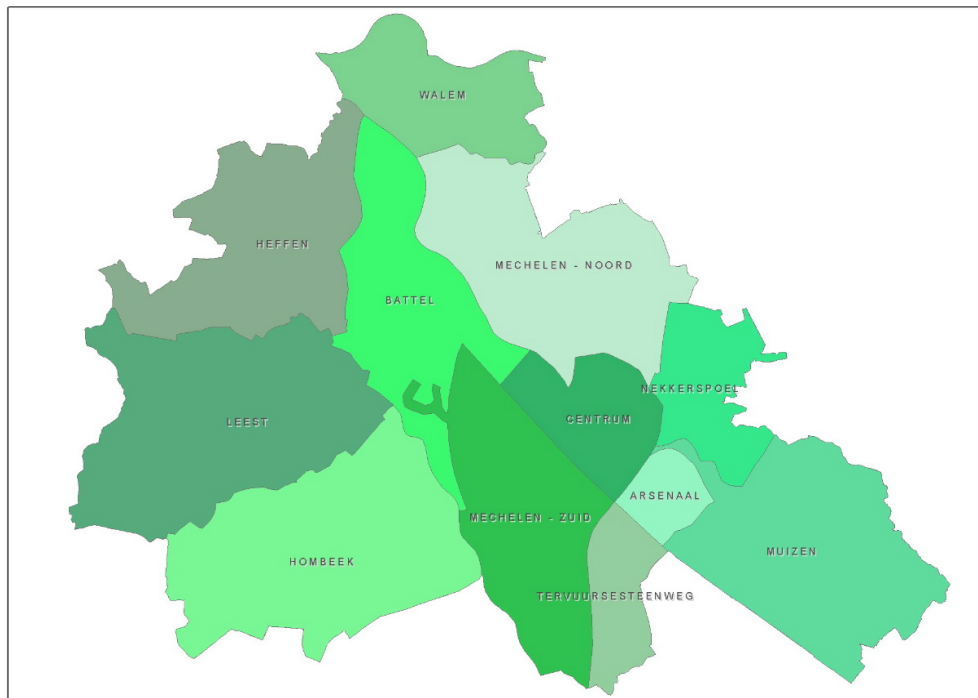 WALEM
HEFFEN
MECHELEN - NOORD
BATTEL
NEKKERSPOEL
LEEST
CENTRUM
ARSENAAL
MECHELEN - ZUID
MUIZEN
HOMBEEK
TERVUURSESTEENWEG